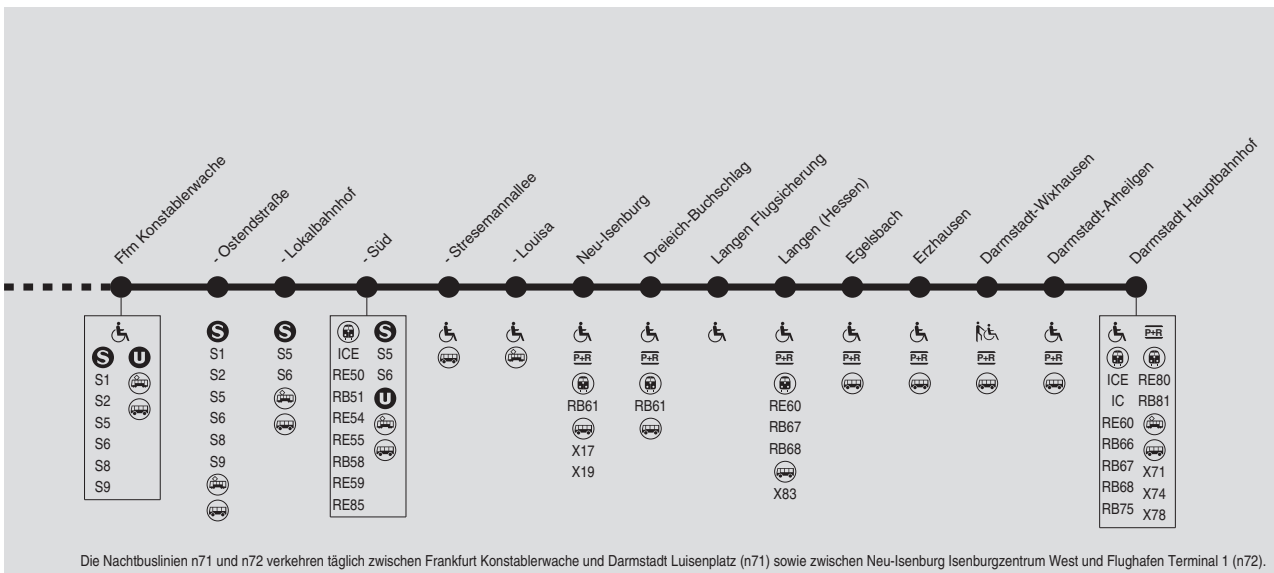 Ffm Konstablerwache
- Ostendstraße
- Lokalbahnhof
- Süd
- Stresemannallee
- Louisa
Neu-Isenburg
Dreieich-Buchschlag
Langen Flugsicherung
Langen (Hessen)
Egelsbach
Erzhausen
Darmstadt-Wixhausen
Darmstadt-Arheilgen
Darmstadt Hauptbahnhof
S U
S1
S2
S5
S6
S8
S9
S
S1
S2
S5
S6
S8
S9
S
S5
S6
S
ICE S5
RE50 S6
RB51 U
RE54
RE55
RB58
RE59
RE85
P+R
RB61
X17
X19
P+R
RB61
P+R
RE60
RB67
RB68
X83
P+R
P+R
P+R
P+R
P+R
ICE RE80
IC RB81
RE60
RB66
RB67 X71
RB68 X74
RB75 X78
Die Nachtbuslinien n71 und n72 verkehren täglich zwischen Frankfurt Konstablerwache und Darmstadt Luisenplatz (n71) sowie zwischen Neu-Isenburg Isenburgzentrum West und Flughafen Terminal 1 (n72).